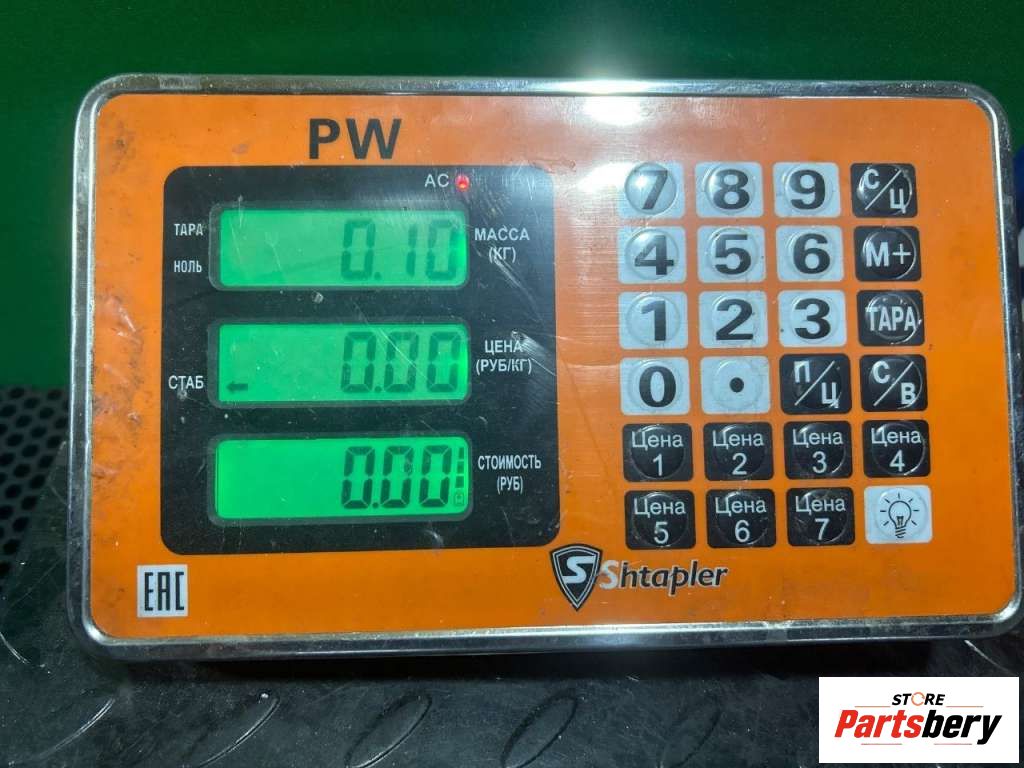 PW
AC
ТАРА
НОЛЬ
0.10
МАССА
(КГ)
СТАБ
←
0.00
ЦЕНА
(РУБ/КГ)
0.00
СТОИМОСТЬ
(РУБ)
7 8 9 С/Ц
4 5 6 М+
1 2 3 ТАРА
0 • П/Ц С/В
Цена 1
Цена 2
Цена 3
Цена 4
Цена 5
Цена 6
Цена 7
S Shtapler
EAC
STORE
Partsbery